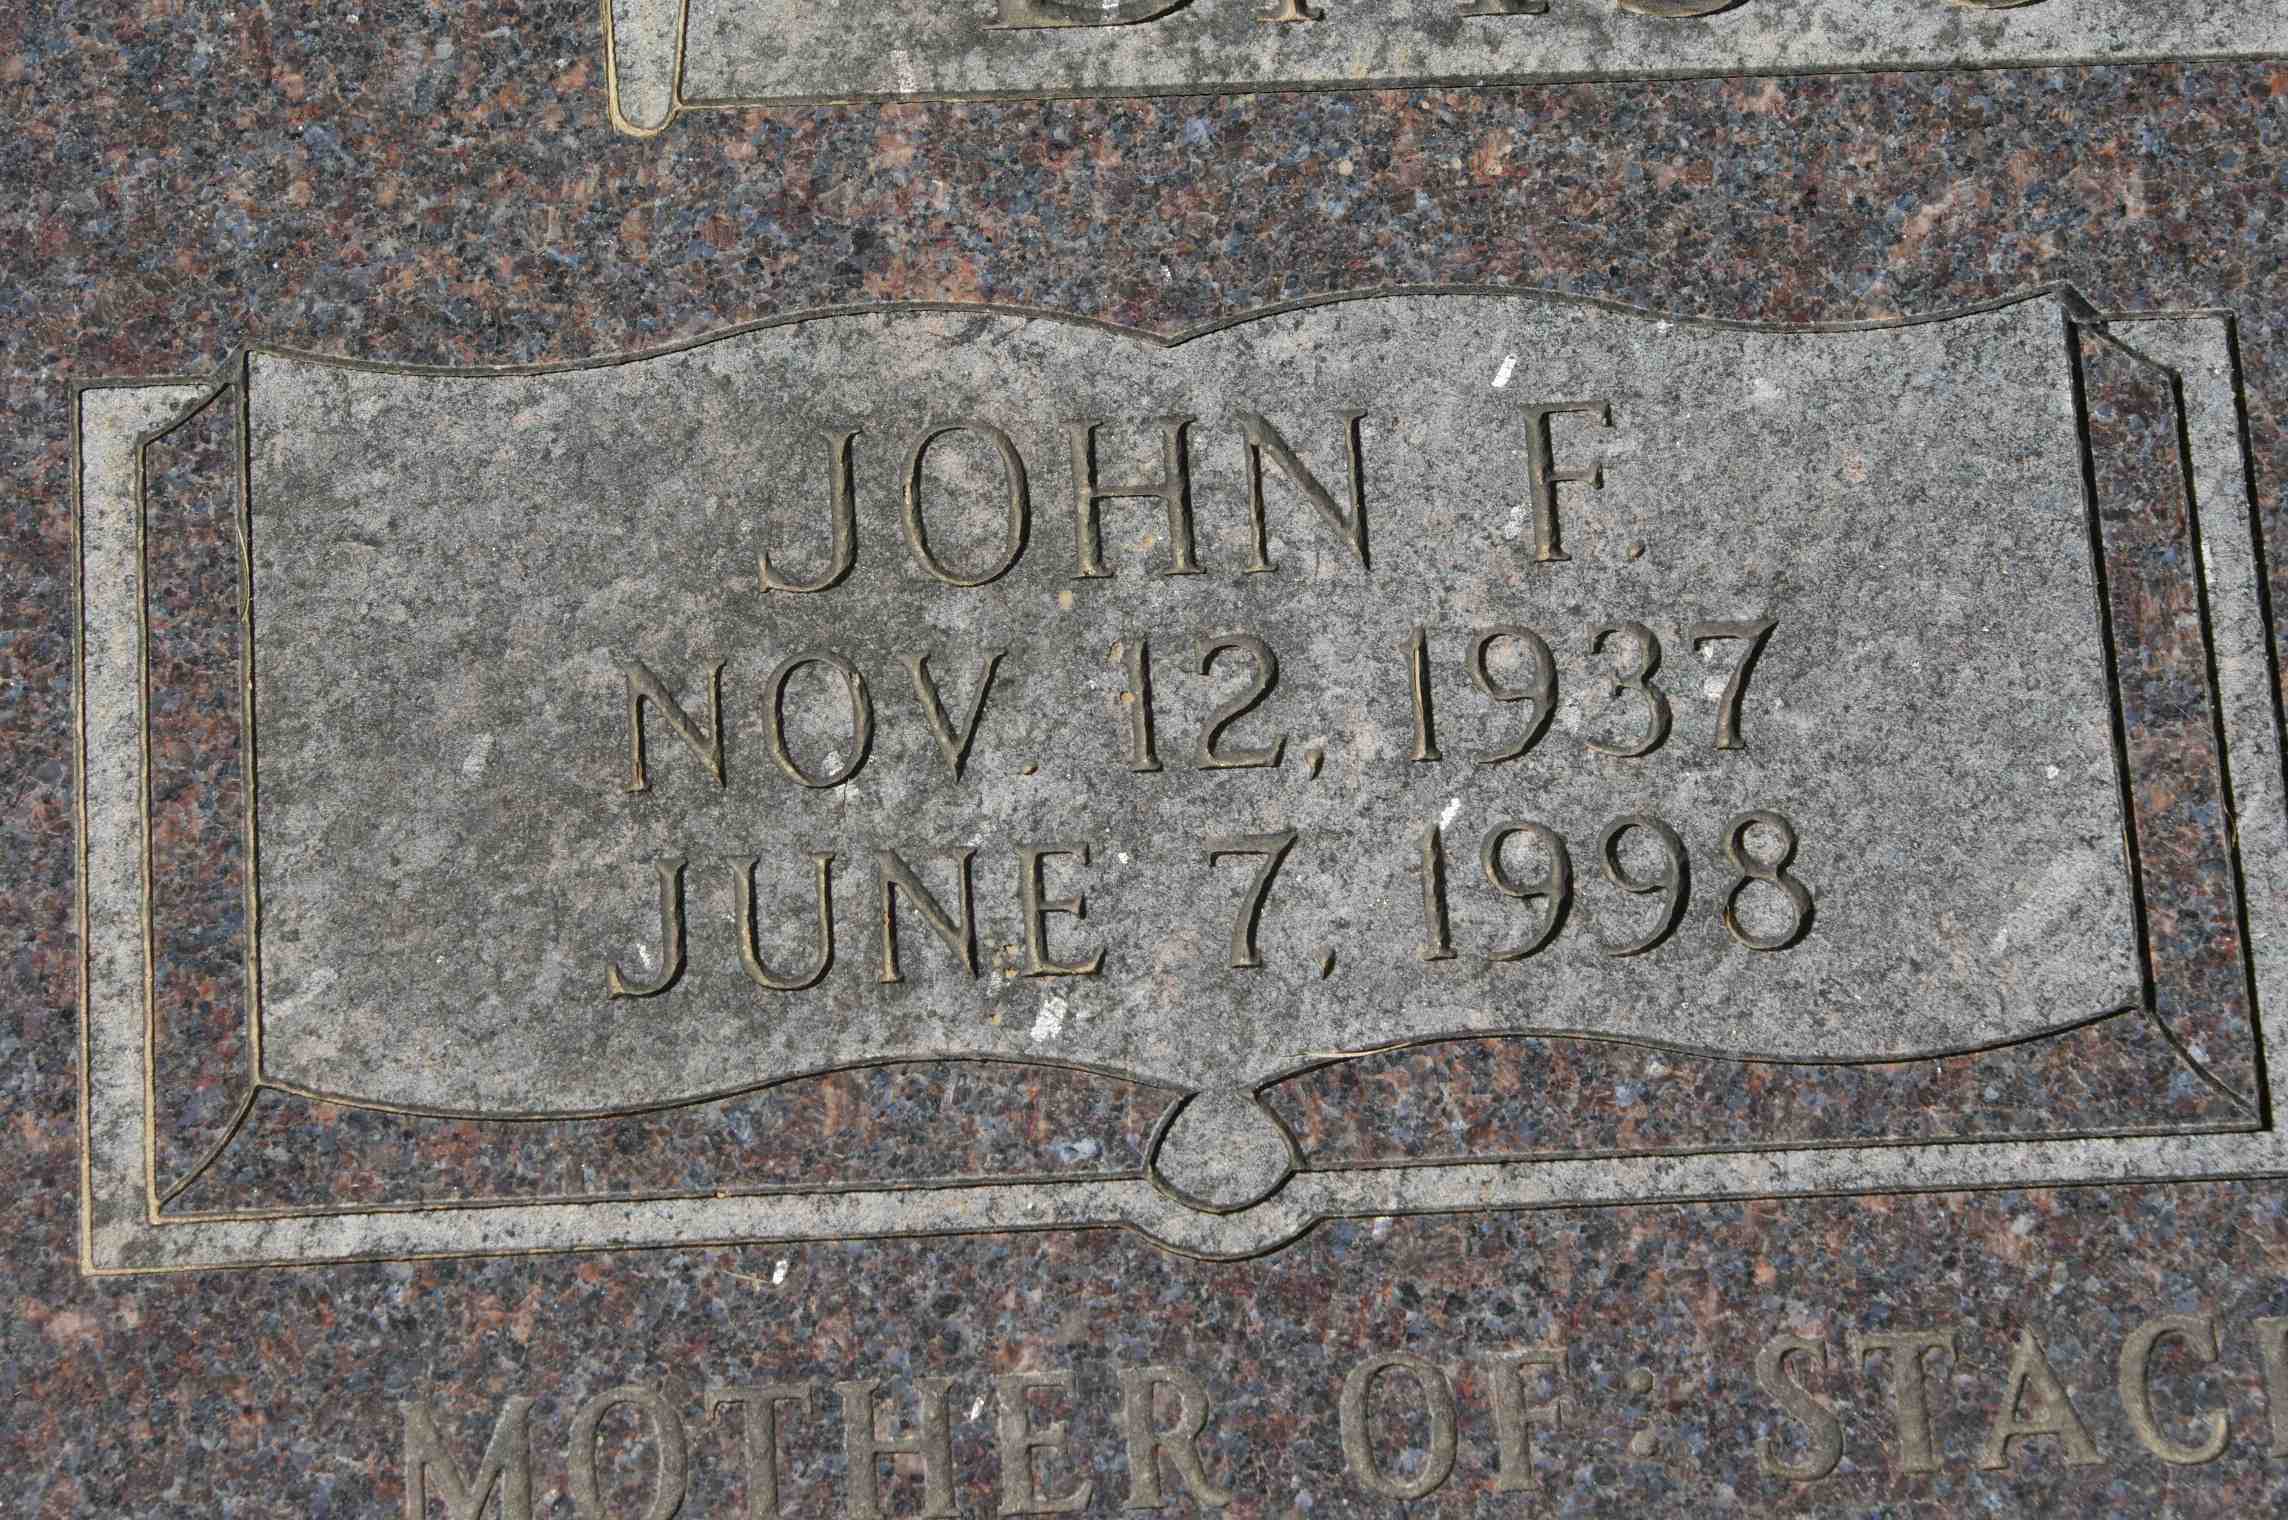 JOHN F.
NOV. 12, 1937
JUNE 7, 1998
MOTHER OF: